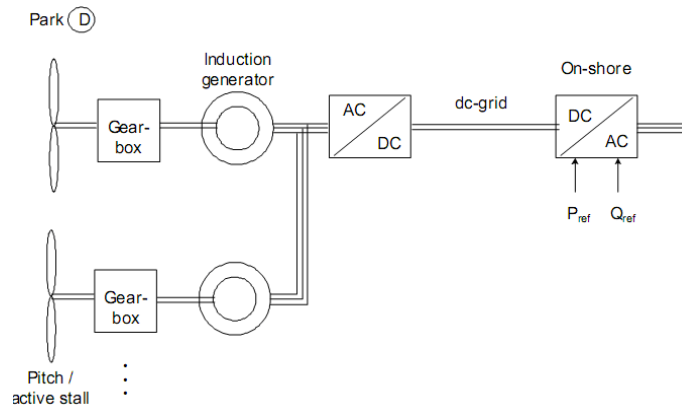 Park D
Induction
generator
On-shore
Gear-
box
AC
DC
dc-grid
DC
AC
Pref Qref
Gear-
box
Pitch /
active stall